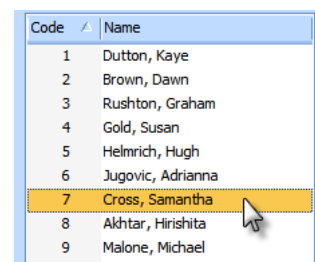 Code Name
1 Dutton, Kaye
2 Brown, Dawn
3 Rushton, Graham
4 Gold, Susan
5 Helmrich, Hugh
6 Jugovic, Adrianna
7 Cross, Samantha
8 Akhtar, Hirishita
9 Malone, Michael